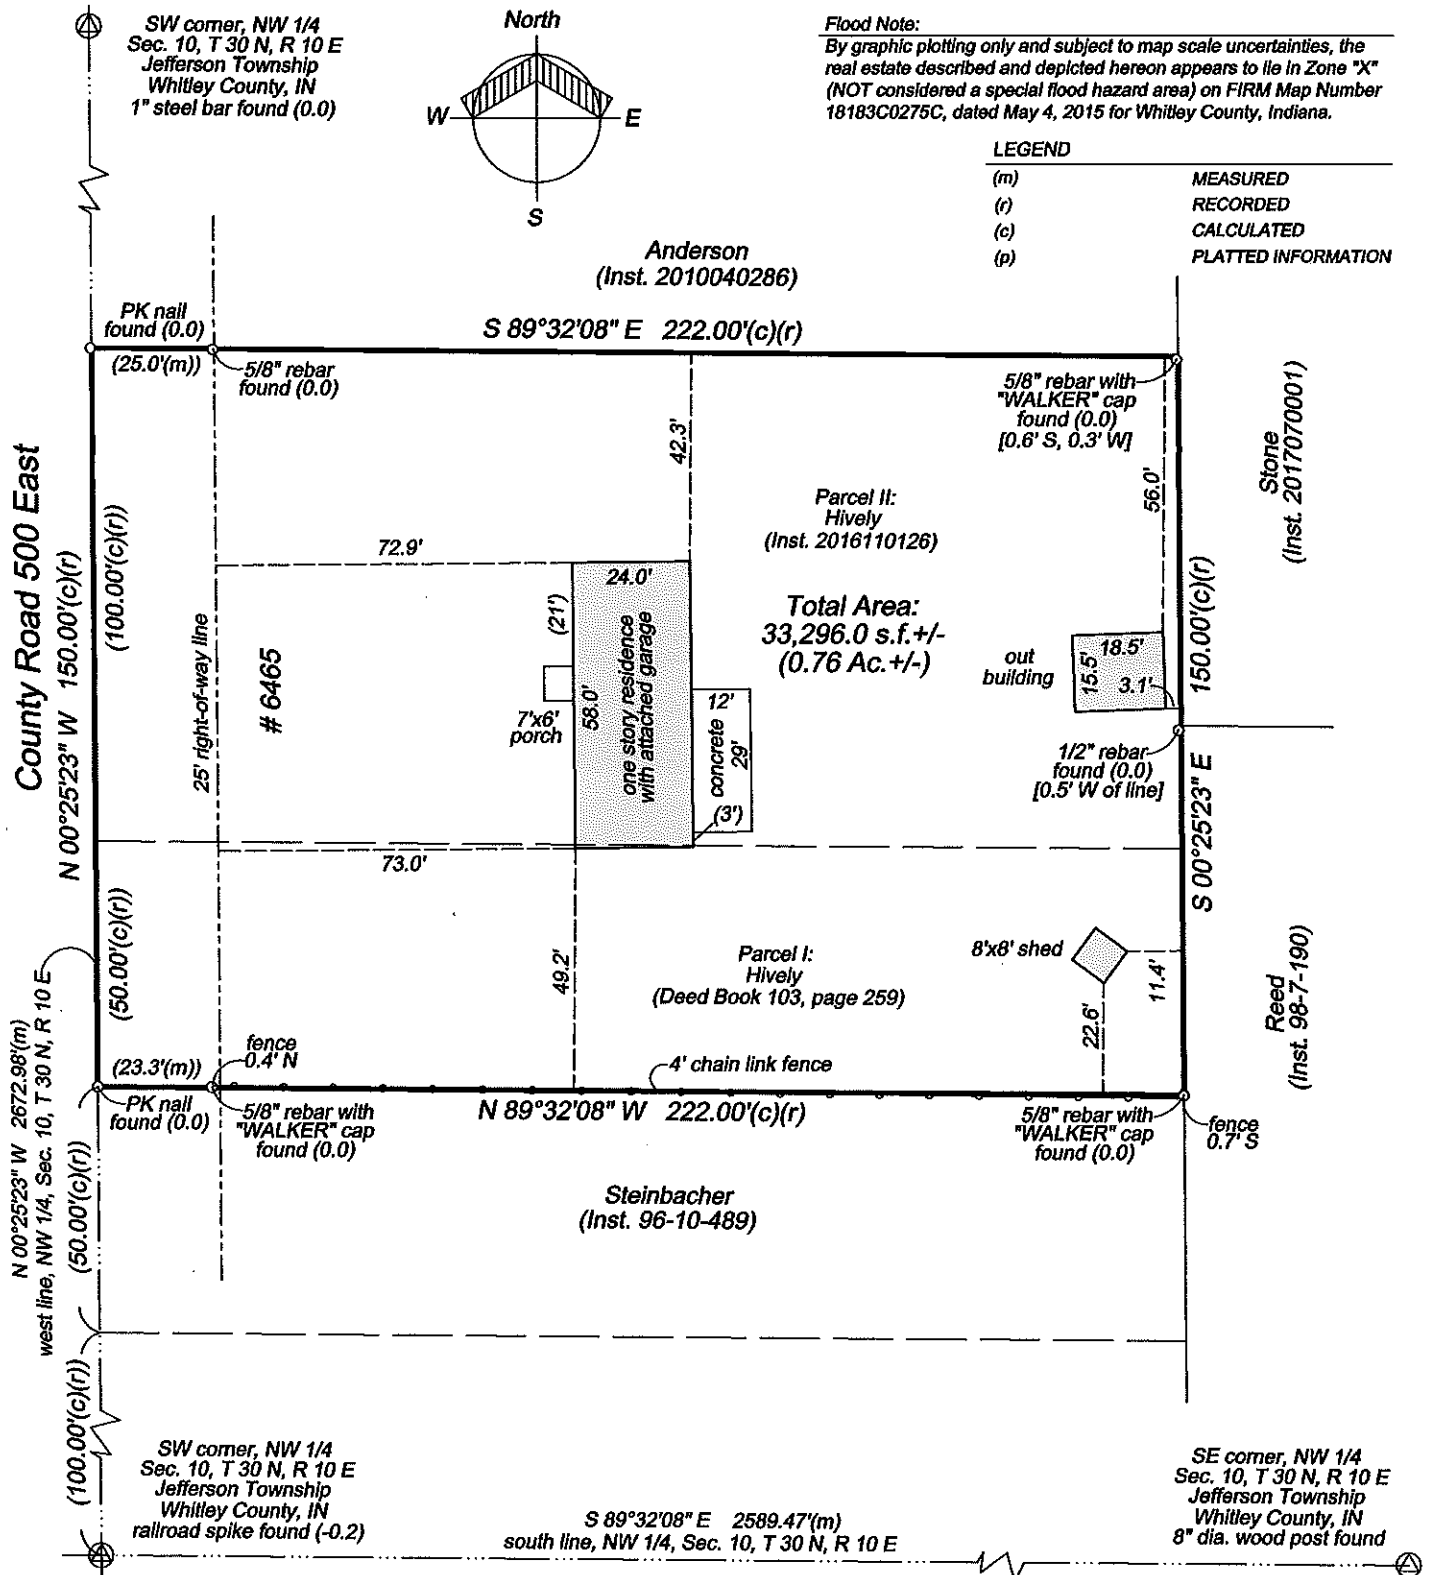 SW corner, NW 1/4
Sec. 10, T 30 N, R 10 E
Jefferson Township
Whitley County, IN
1" steel bar found (0.0)
North
W
E
S
Flood Note:
By graphic plotting only and subject to map scale uncertainties, the
real estate described and depicted hereon appears to lie in Zone "X"
(NOT considered a special flood hazard area) on FIRM Map Number
18183C0275C, dated May 4, 2015 for Whitley County, Indiana.
LEGEND
(m) MEASURED
(r) RECORDED
(c) CALCULATED
(p) PLATTED INFORMATION
Anderson
(Inst. 2010040286)
PK nail
found (0.0)
S 89°32'08" E 222.00'(c)(r)
(25.0'(m))
5/8" rebar
found (0.0)
5/8" rebar with
"WALKER" cap
found (0.0)
[0.6' S, 0.3' W]
Stone
(Inst. 2017070001)
County Road 500 East
N 00°25'23" W 150.00'(c)(r)
(100.00'(c)(r))
25' right-of-way line
# 6465
42.3'
56.0'
Parcel II:
Hively
(Inst. 2016110126)
72.9'
24.0'
(21')
58.0'
one story residence
with attached garage
7'x6'
porch
12'
concrete
29'
(3')
Total Area:
33,296.0 s.f.+/-
(0.76 Ac.+/-)
out
building
18.5'
15.5'
3.1'
1/2" rebar
found (0.0)
[0.5' W of line]
S 00°25'23" E 150.00'(c)(r)
73.0'
(50.00'(c)(r))
49.2'
Parcel I:
Hively
(Deed Book 103, page 259)
8'x8' shed
11.4'
22.6'
Reed
(Inst. 98-7-190)
N 00°25'23" W 2672.98'(m)
west line, NW 1/4, Sec. 10, T 30 N, R 10 E
fence
0.4' N
(23.3'(m))
4' chain link fence
PK nail
found (0.0)
5/8" rebar with
"WALKER" cap
found (0.0)
N 89°32'08" W 222.00'(c)(r)
5/8" rebar with
"WALKER" cap
found (0.0)
fence
0.7' S
(50.00'(c)(r))
Steinbacher
(Inst. 96-10-489)
(100.00'(c)(r))
SW corner, NW 1/4
Sec. 10, T 30 N, R 10 E
Jefferson Township
Whitley County, IN
railroad spike found (-0.2)
S 89°32'08" E 2589.47'(m)
south line, NW 1/4, Sec. 10, T 30 N, R 10 E
SE corner, NW 1/4
Sec. 10, T 30 N, R 10 E
Jefferson Township
Whitley County, IN
8" dia. wood post found